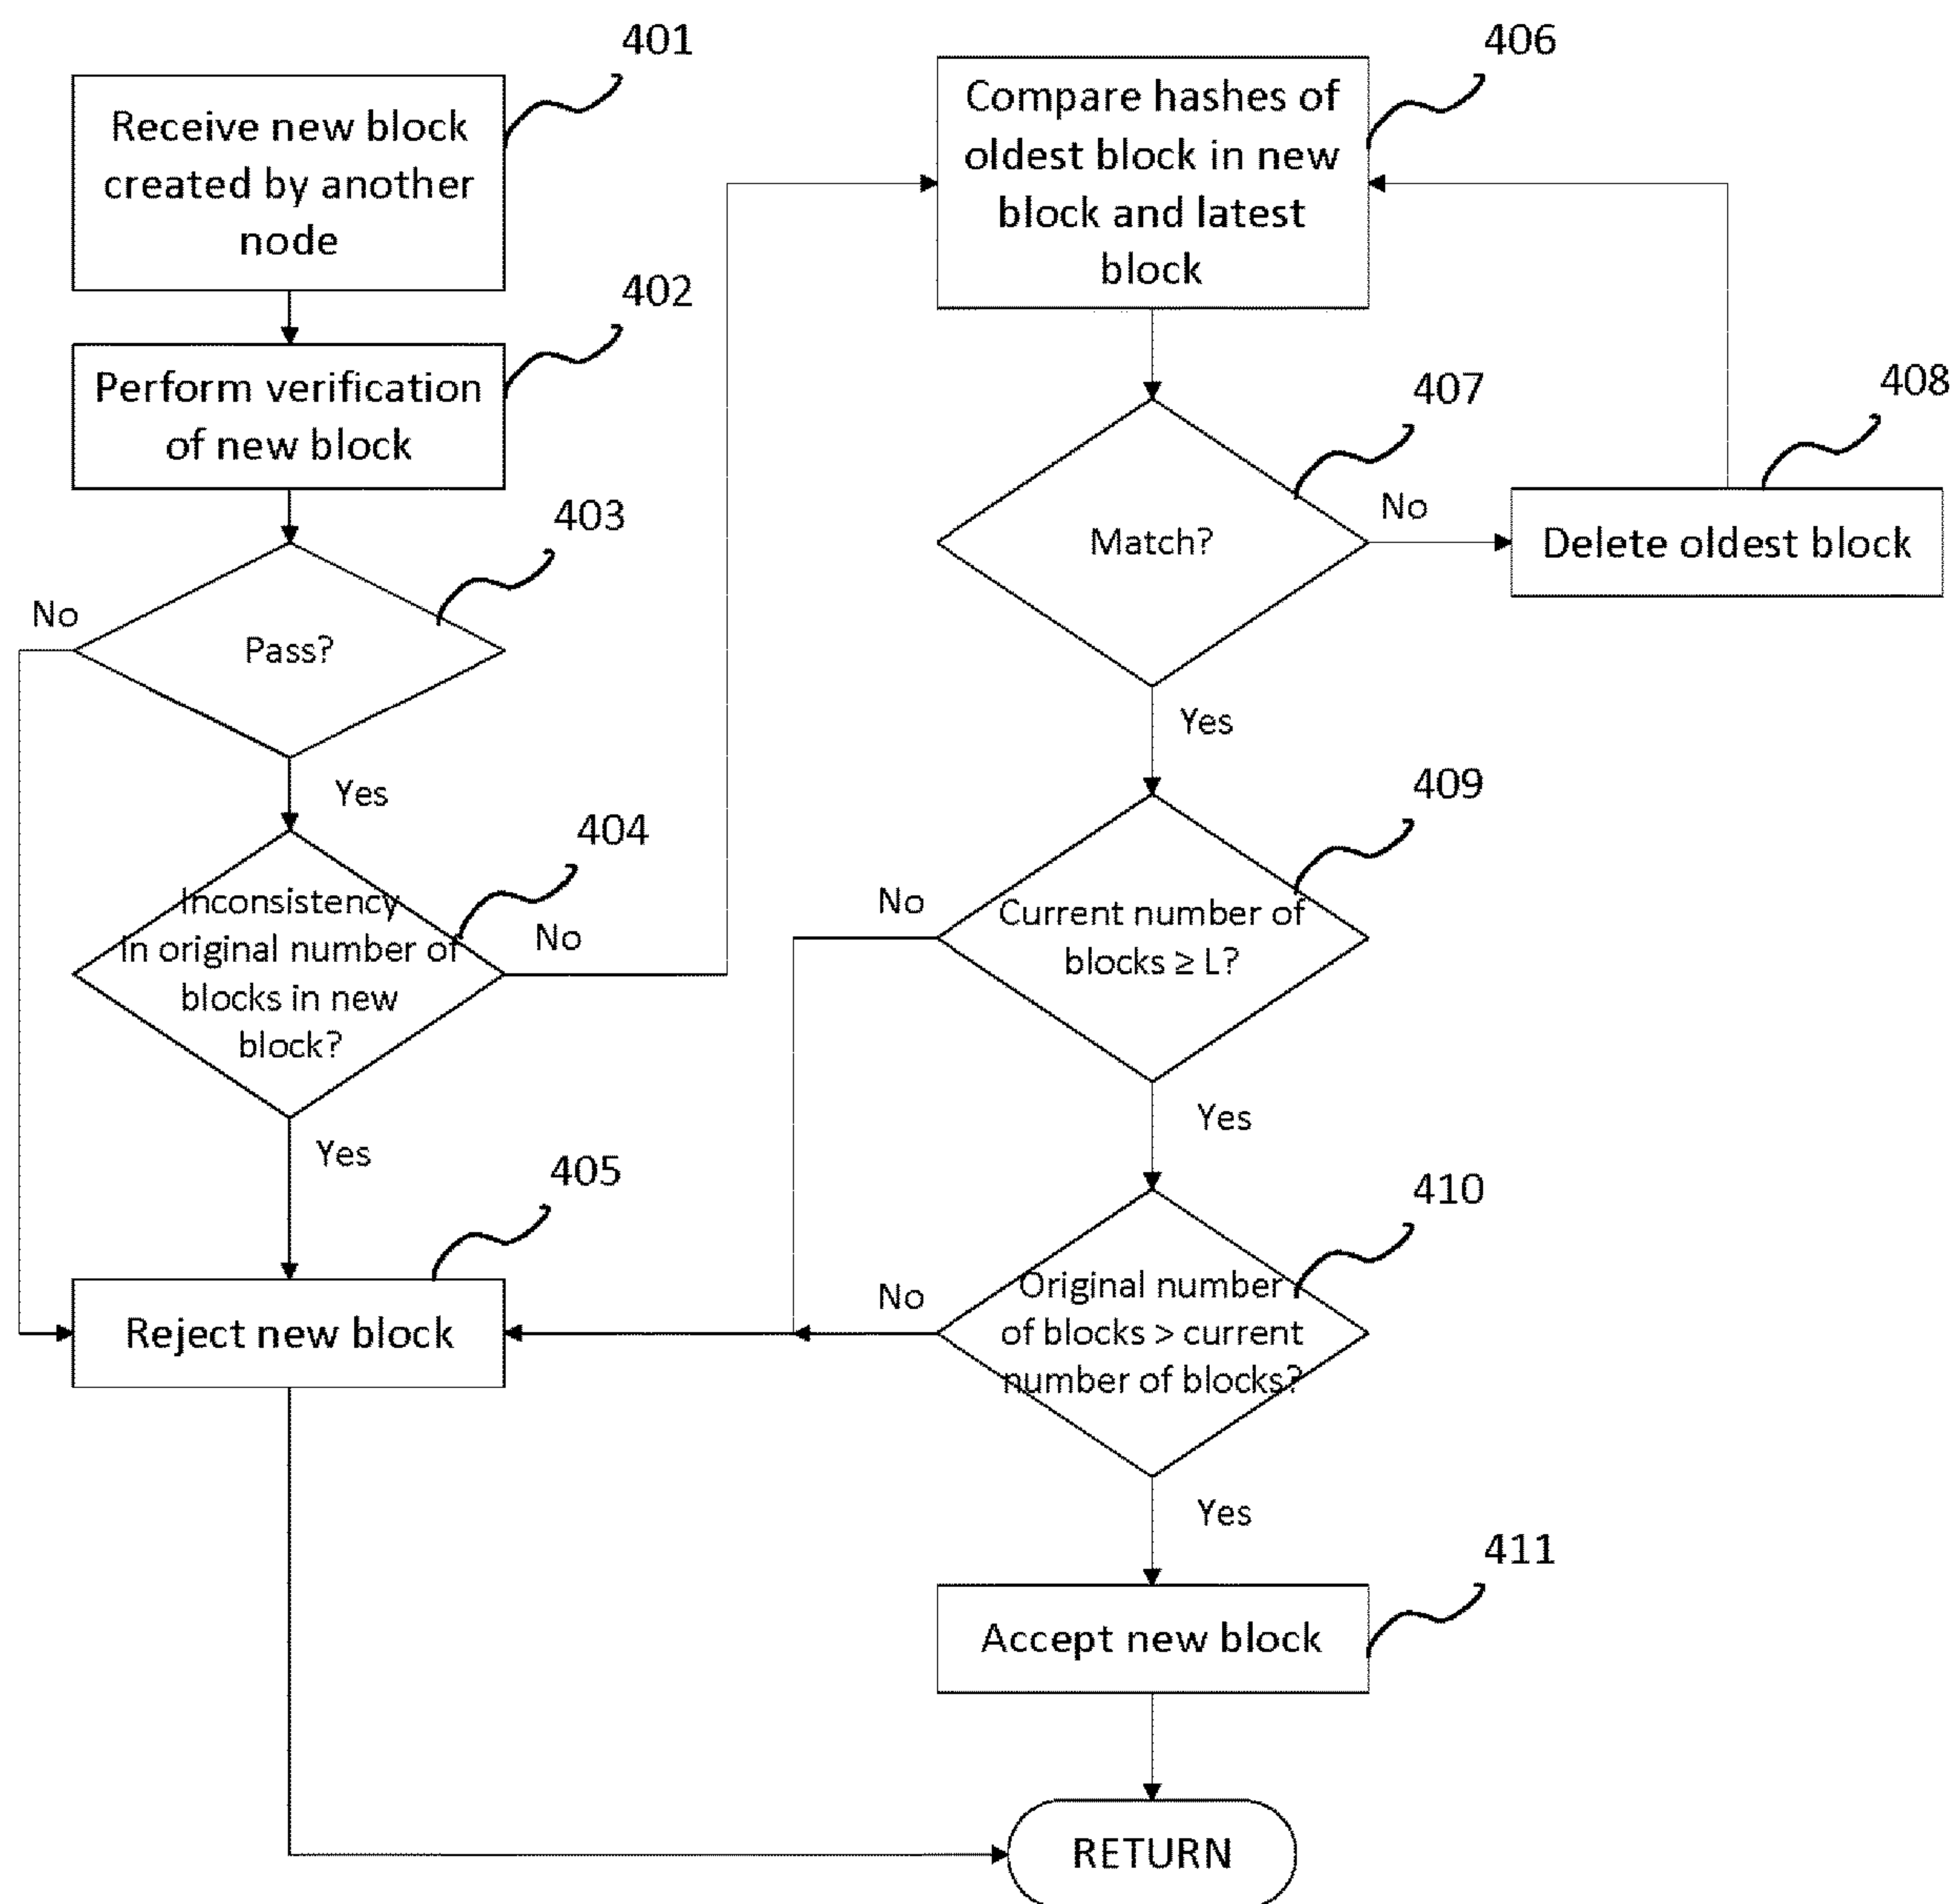 401
Receive new block
created by another
node
402
Perform verification
of new block
403
No
Pass?
Yes
404
Inconsistency
in original number of
blocks in new
block?
No
Yes
405
Reject new block
406
Compare hashes of
oldest block in new
block and latest
block
407
Match?
No
408
Delete oldest block
Yes
409
No
Current number of
blocks ≥ L?
Yes
410
No
Original number
of blocks > current
number of blocks?
Yes
411
Accept new block
RETURN